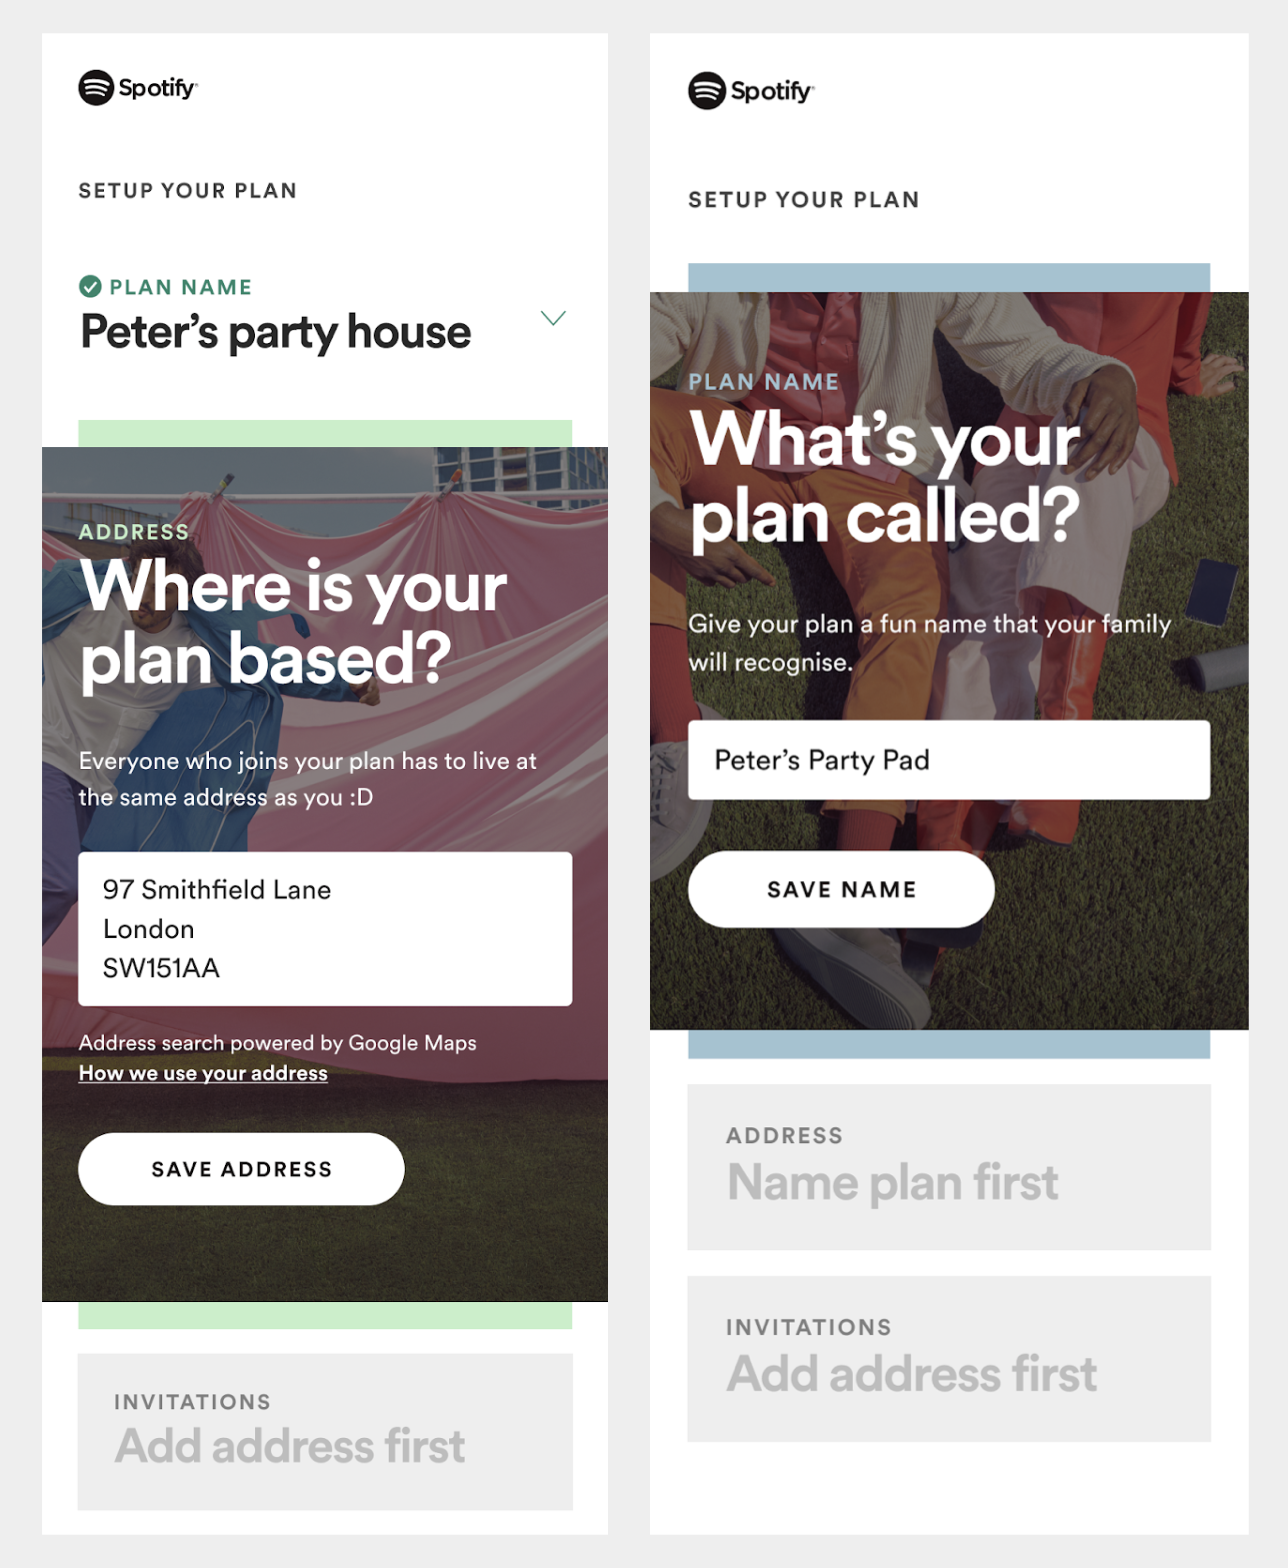 Spotify
SETUP YOUR PLAN
PLAN NAME
Peter’s party house
ADDRESS
Where is your
plan based?
Everyone who joins your plan has to live at
the same address as you :D
97 Smithfield Lane
London
SW151AA
Address search powered by Google Maps
How we use your address
SAVE ADDRESS
INVITATIONS
Add address first
Spotify
SETUP YOUR PLAN
PLAN NAME
What’s your
plan called?
Give your plan a fun name that your family
will recognise.
Peter’s Party Pad
SAVE NAME
ADDRESS
Name plan first
INVITATIONS
Add address first